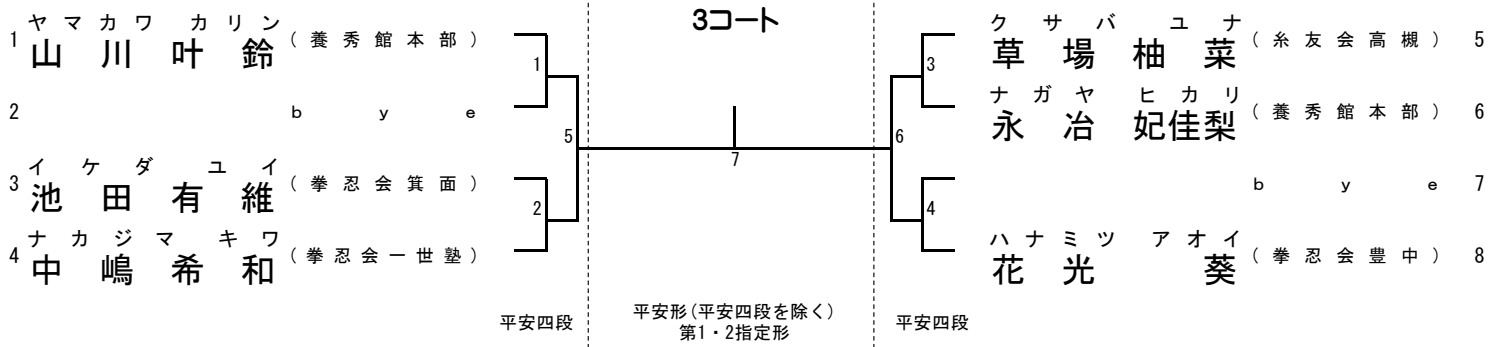 3コート
ヤマカワ カリン
1 山川叶鈴 (養秀館本部)
2 bye
イケダ ユイ
3 池田有維 (拳忍会箕面)
ナカジマ キワ
4 中嶋希和 (拳忍会一世塾)
1
2
5
7
3
4
6
クサバ ユナ
草場柚菜 (糸友会高槻) 5
ナガヤ ヒカリ
永冶妃佳梨 (養秀館本部) 6
bye 7
ハナミツ アオイ
花光葵 (拳忍会豊中) 8
平安四段
平安形(平安四段を除く)
第1・2指定形
平安四段